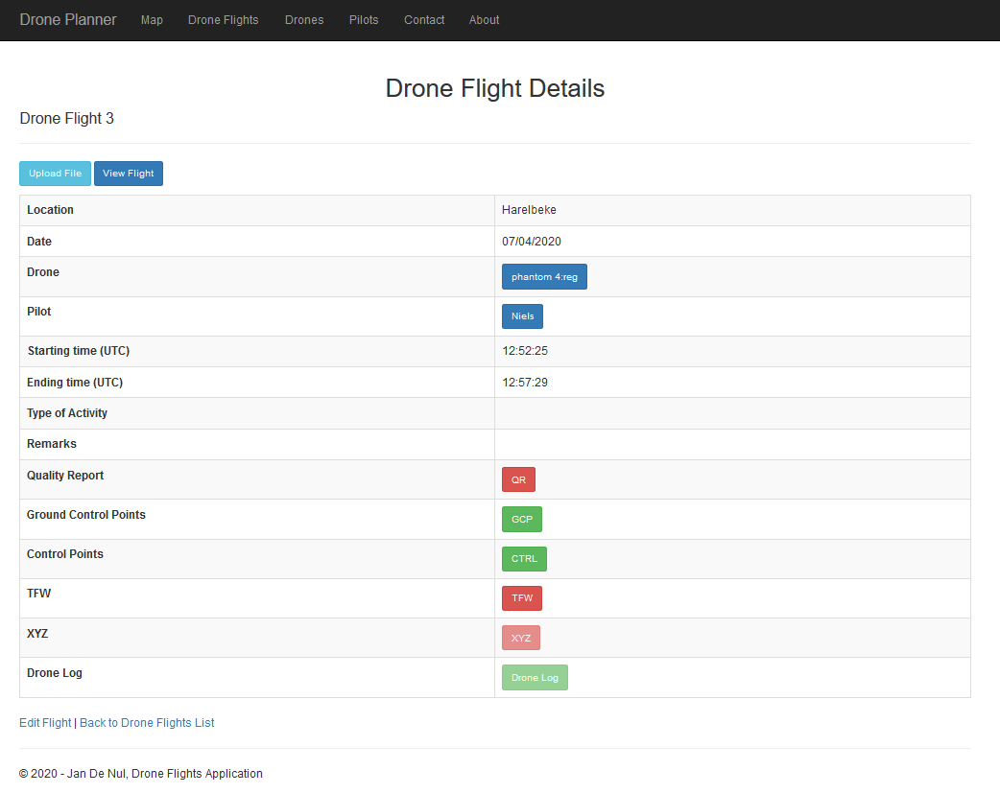 Drone Planner Map Drone Flights Drones Pilots Contact About
Drone Flight Details
Drone Flight 3
Upload File View Flight
Location Harelbeke
Date 07/04/2020
Drone phantom 4:reg
Pilot Niels
Starting time (UTC) 12:52:25
Ending time (UTC) 12:57:29
Type of Activity
Remarks
Quality Report QR
Ground Control Points GCP
Control Points CTRL
TFW TFW
XYZ XYZ
Drone Log Drone Log
Edit Flight | Back to Drone Flights List
© 2020 - Jan De Nul, Drone Flights Application